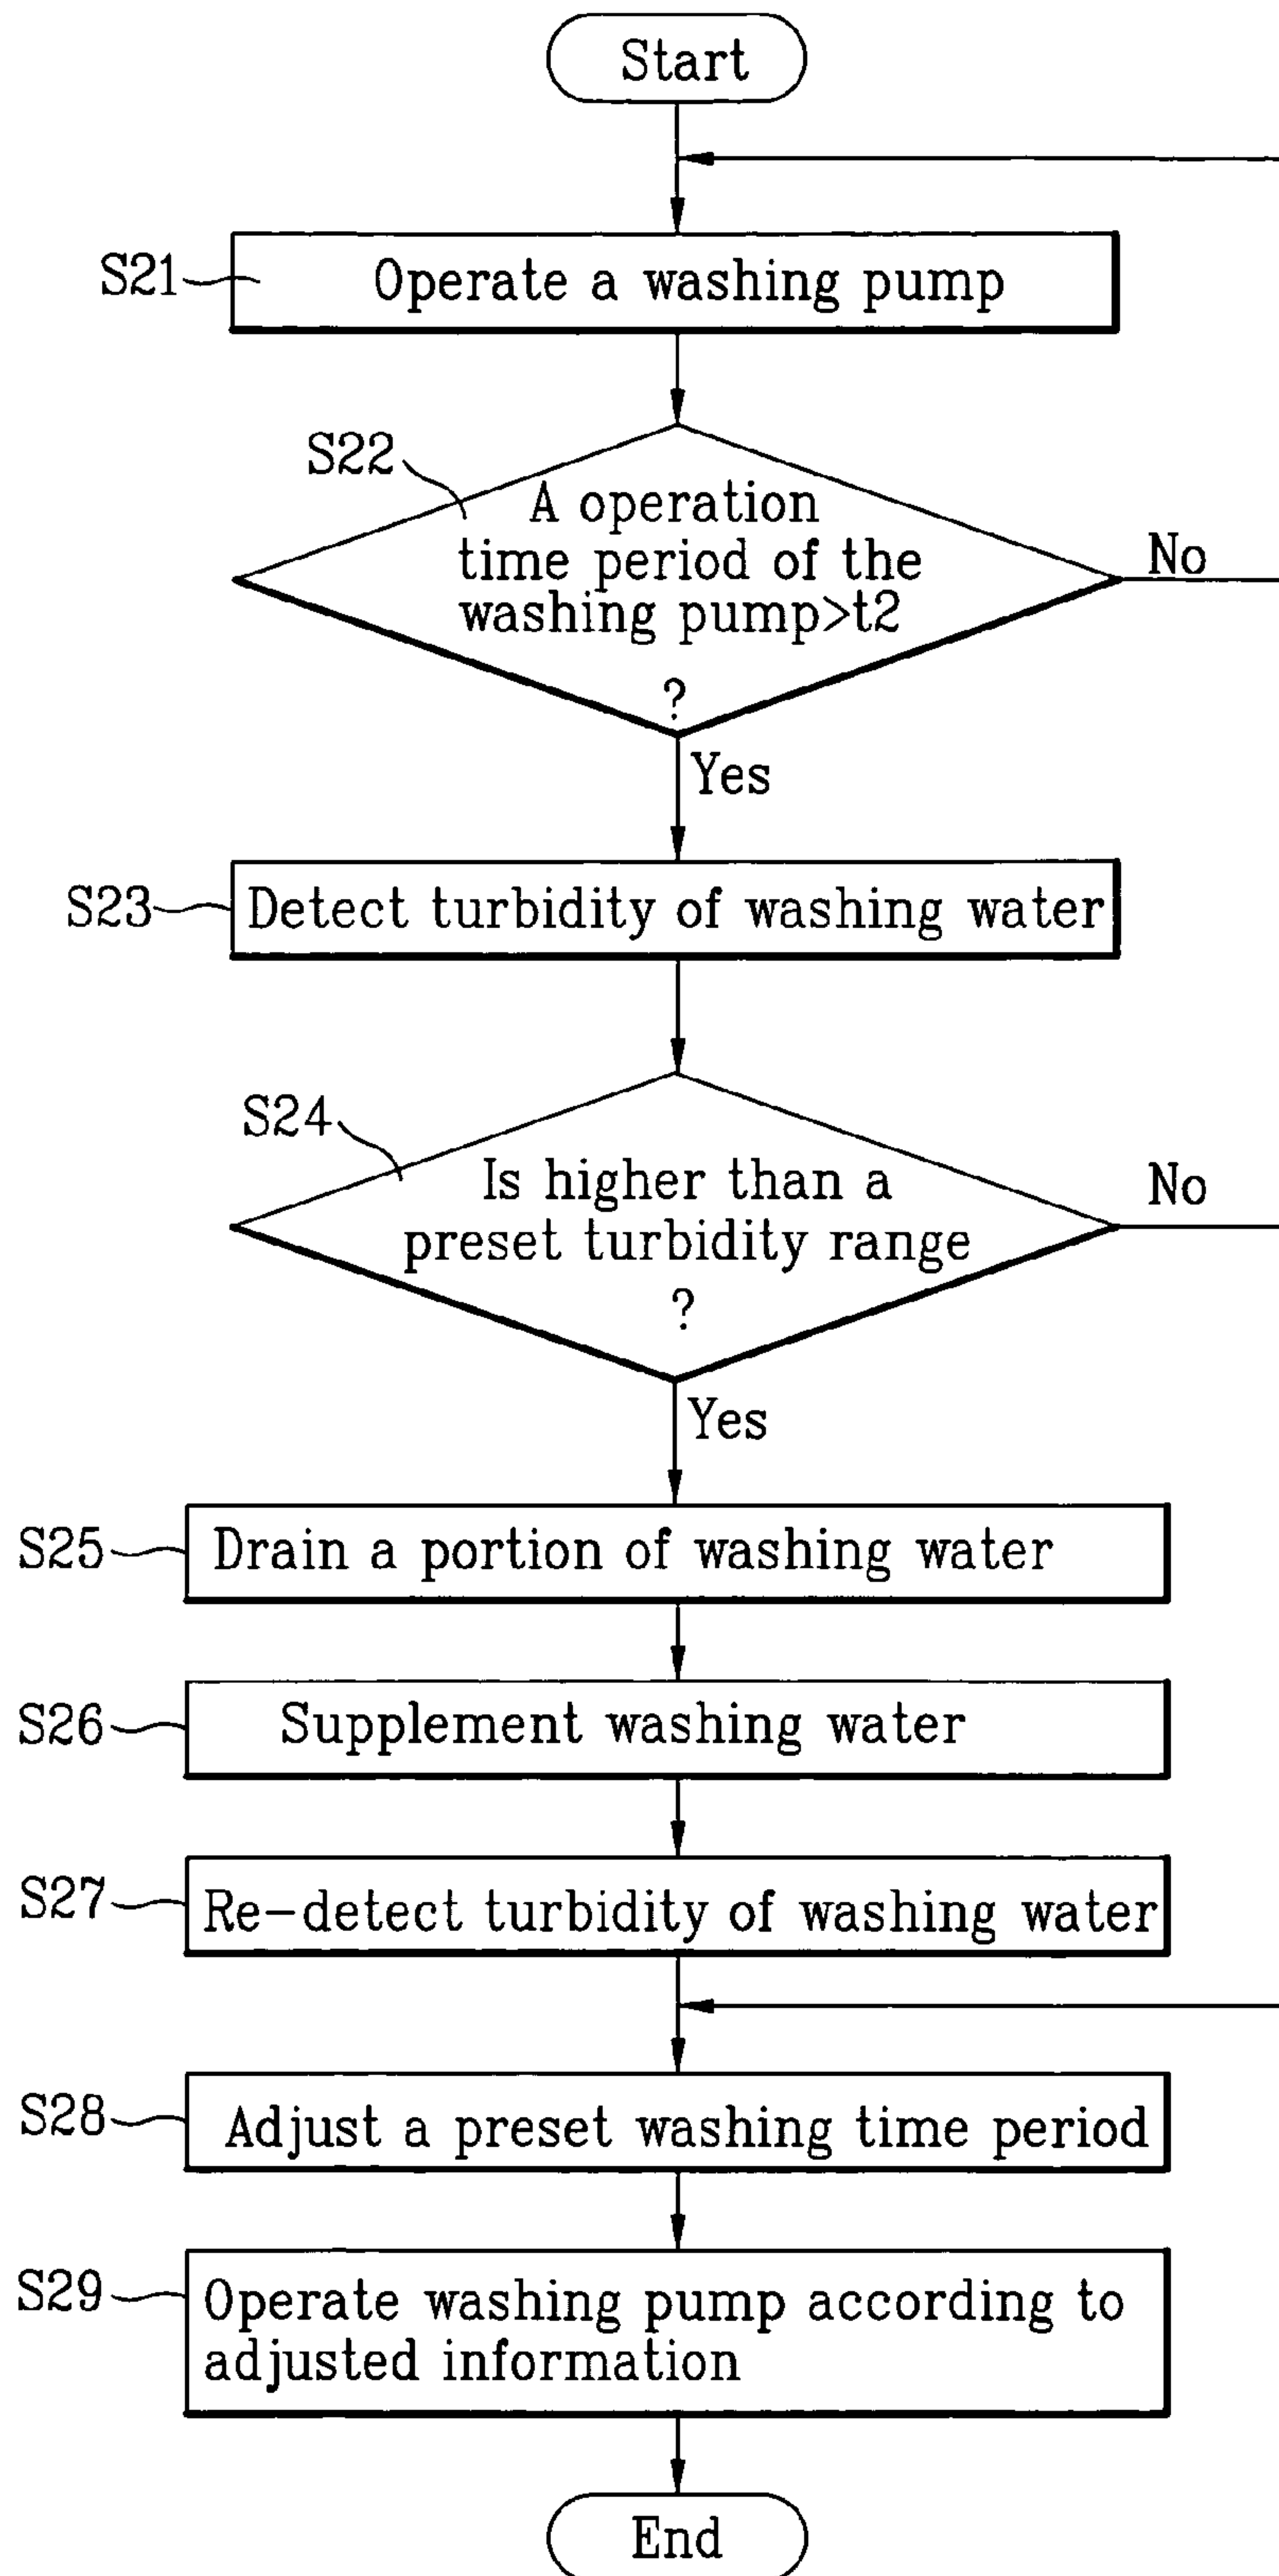 Start
S21
Operate a washing pump
S22
A operation
time period of the
washing pump>t2
?
No
Yes
S23
Detect turbidity of washing water
S24
Is higher than a
preset turbidity range
?
No
Yes
S25
Drain a portion of washing water
S26
Supplement washing water
S27
Re-detect turbidity of washing water
S28
Adjust a preset washing time period
S29
Operate washing pump according to
adjusted information
End